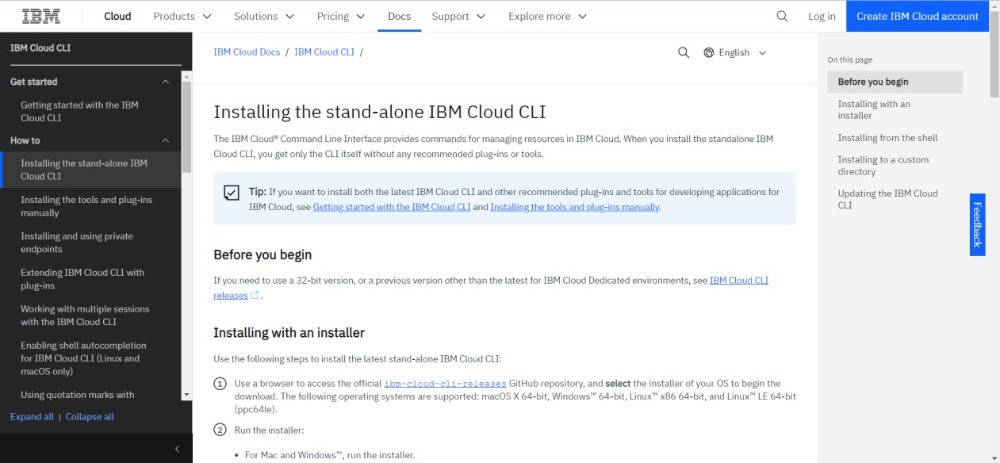 IBM Cloud Products Solutions Pricing Docs Support Explore more Log in Create IBM Cloud account
IBM Cloud CLI
Get started
Getting started with the IBM
Cloud CLI
How to
Installing the stand-alone IBM
Cloud CLI
Installing the tools and plug-ins
manually
Installing and using private
endpoints
Extending IBM Cloud CLI with
plug-ins
Working with multiple sessions
with the IBM Cloud CLI
Enabling shell autocompletion
for IBM Cloud CLI (Linux and
macOS only)
Using quotation marks with
Expand all | Collapse all
IBM Cloud Docs / IBM Cloud CLI /
English
Installing the stand-alone IBM Cloud CLI
The IBM Cloud® Command Line Interface provides commands for managing resources in IBM Cloud. When you install the standalone IBM
Cloud CLI, you get only the CLI itself without any recommended plug-ins or tools.
Tip: If you want to install both the latest IBM Cloud CLI and other recommended plug-ins and tools for developing applications for
IBM Cloud, see Getting started with the IBM Cloud CLI and Installing the tools and plug-ins manually.
Before you begin
If you need to use a 32-bit version, or a previous version other than the latest for IBM Cloud Dedicated environments, see IBM Cloud CLI
releases .
Installing with an installer
Use the following steps to install the latest stand-alone IBM Cloud CLI:
1 Use a browser to access the official ibm-cloud-cli-releases GitHub repository, and select the installer of your OS to begin the
download. The following operating systems are supported: macOS X 64-bit, Windows™ 64-bit, Linux™ x86 64-bit, and Linux™ LE 64-bit
(ppc64le).
2 Run the installer:
• For Mac and Windows™, run the installer.
On this page
Before you begin
Installing with an
installer
Installing from the shell
Installing to a custom
directory
Updating the IBM Cloud
CLI
Feedback